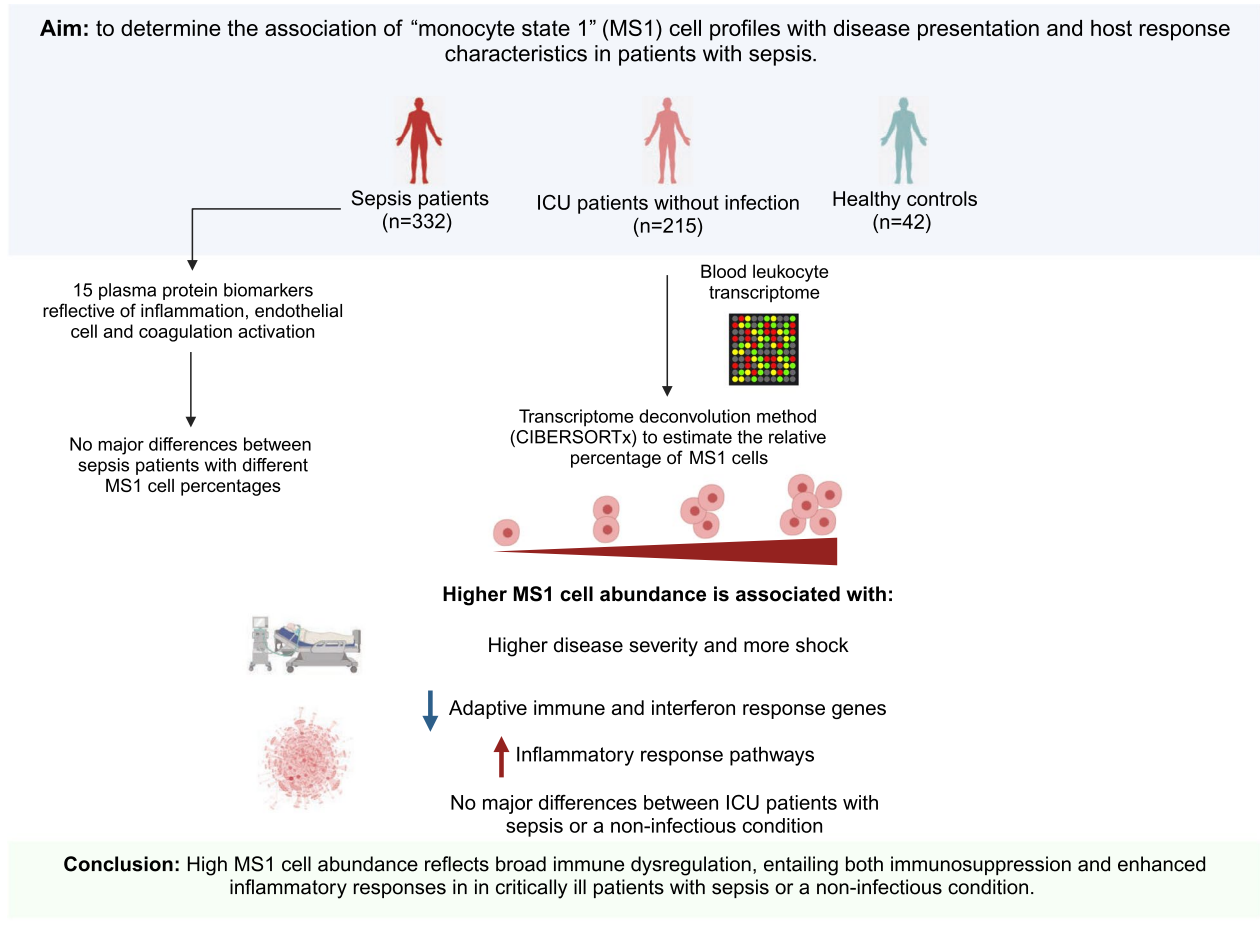 Aim: to determine the association of “monocyte state 1” (MS1) cell profiles with disease presentation and host response
characteristics in patients with sepsis.
Sepsis patients
(n=332)
ICU patients without infection
(n=215)
Healthy controls
(n=42)
15 plasma protein biomarkers
reflective of inflammation, endothelial
cell and coagulation activation
No major differences between
sepsis patients with different
MS1 cell percentages
Blood leukocyte
transcriptome
Transcriptome deconvolution method
(CIBERSORTx) to estimate the relative
percentage of MS1 cells
Higher MS1 cell abundance is associated with:
Higher disease severity and more shock
Adaptive immune and interferon response genes
Inflammatory response pathways
No major differences between ICU patients with
sepsis or a non-infectious condition
Conclusion: High MS1 cell abundance reflects broad immune dysregulation, entailing both immunosuppression and enhanced
inflammatory responses in in critically ill patients with sepsis or a non-infectious condition.